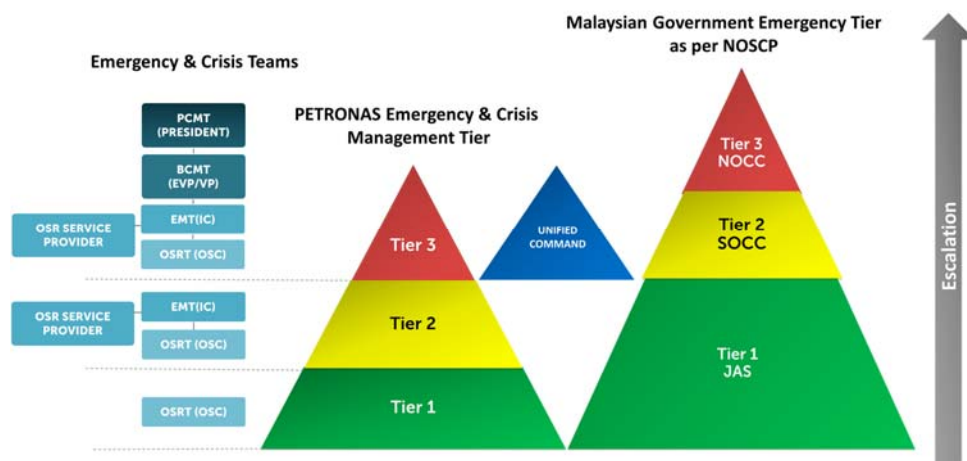 Malaysian Government Emergency Tier
as per NOSCP
Emergency & Crisis Teams
PETRONAS Emergency & Crisis
Management Tier
PCMT
(PRESIDENT)
BCMT
(EVP/VP)
OSR SERVICE
PROVIDER
EMT(IC)
OSRT (OSC)
OSR SERVICE
PROVIDER
EMT(IC)
OSRT (OSC)
OSRT (OSC)
Tier 3
Tier 2
Tier 1
UNIFIED
COMMAND
Tier 3
NOCC
Tier 2
SOCC
Tier 1
JAS
Escalation